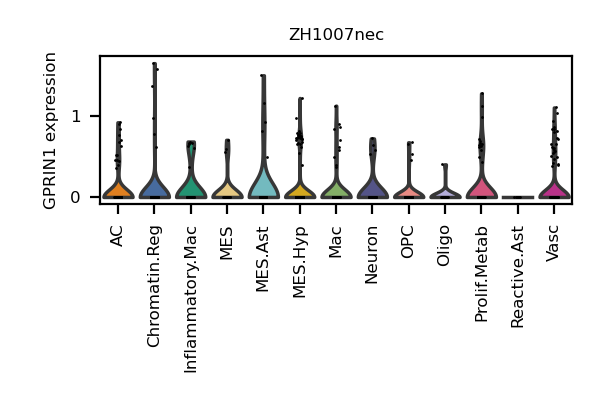 ZH1007nec
GPRIN1 expression
1
0
AC
Chromatin.Reg
Inflammatory.Mac
MES
MES.Ast
MES.Hyp
Mac
Neuron
OPC
Oligo
Prolif.Metab
Reactive.Ast
Vasc